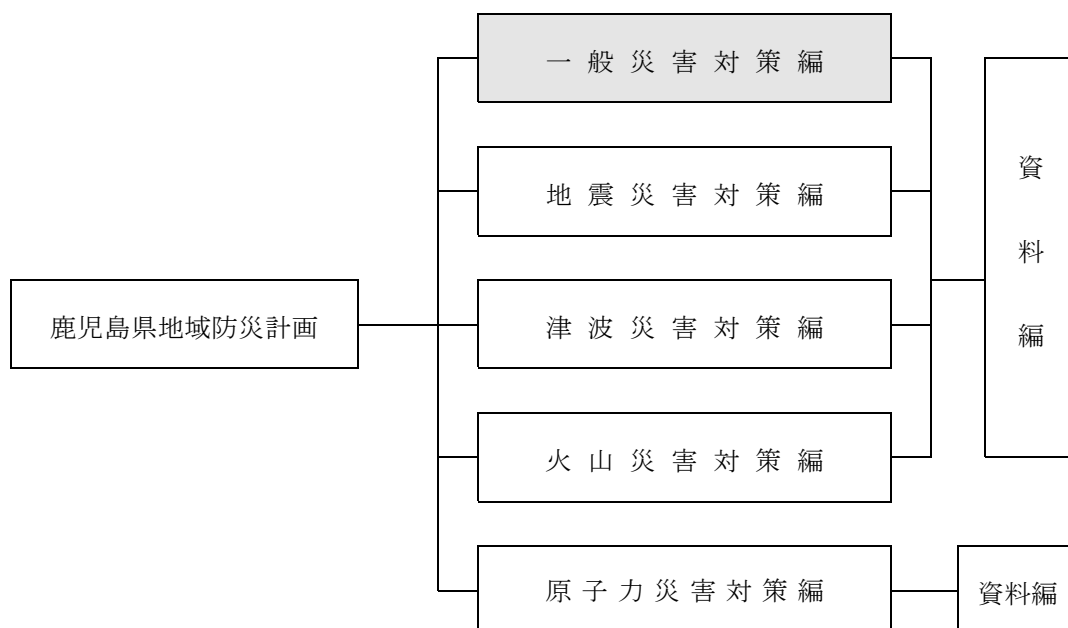 鹿児島県地域防災計画
一般災害対策編
地震災害対策編
津波災害対策編
火山災害対策編
原子力災害対策編
資料編
資料編